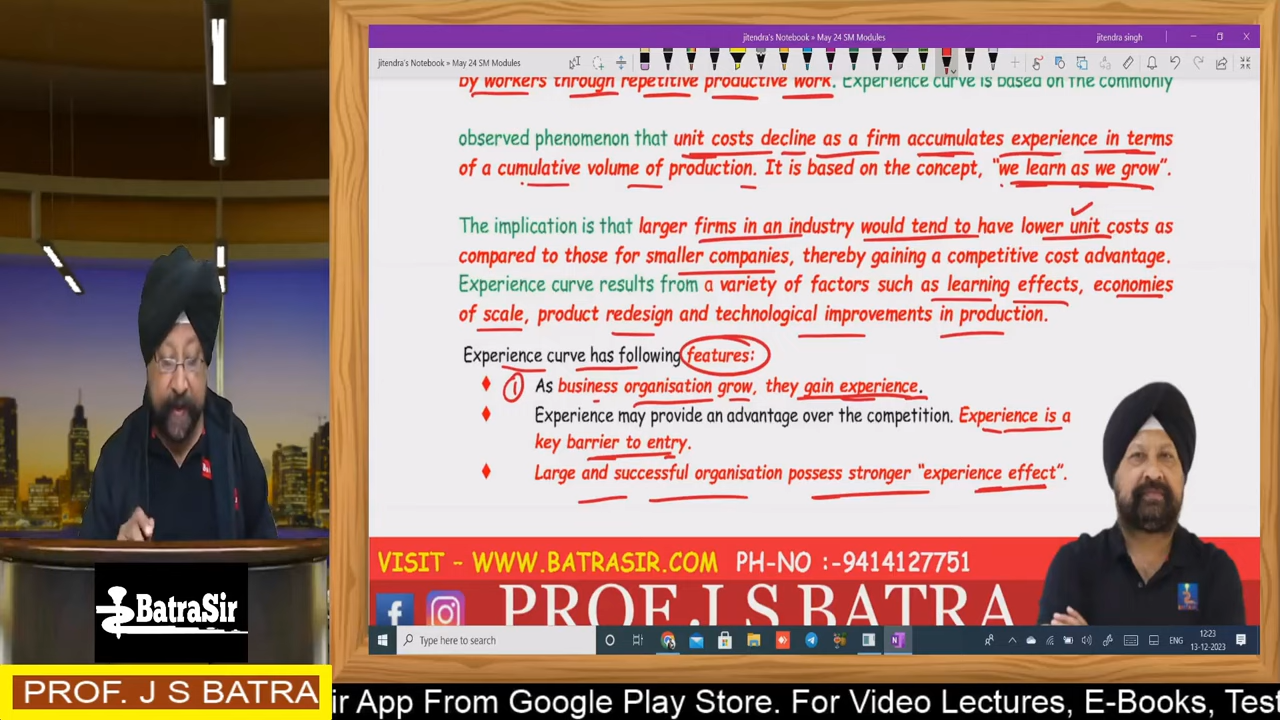 jitendra's Notebook » May 24 SM Modules
jitendra singh
jitendra's Notebook » May 24 SM Modules
by workers through repetitive productive work. Experience curve is based on the commonly
observed phenomenon that unit costs decline as a firm accumulates experience in terms
of a cumulative volume of production. It is based on the concept, “we learn as we grow”.
The implication is that larger firms in an industry would tend to have lower unit costs as
compared to those for smaller companies, thereby gaining a competitive cost advantage.
Experience curve results from a variety of factors such as learning effects, economies
of scale, product redesign and technological improvements in production.
Experience curve has following features:
1 As business organisation grow, they gain experience.
Experience may provide an advantage over the competition. Experience is a
key barrier to entry.
Large and successful organisation possess stronger “experience effect”.
VISIT - WWW.BATRASIR.COM PH-NO :-9414127751
PROF.J S BATRA
BatraSir
Type here to search
ENG
12:23
13-12-2023
PROF. J S BATRA
ir App From Google Play Store. For Video Lectures, E-Books, Test